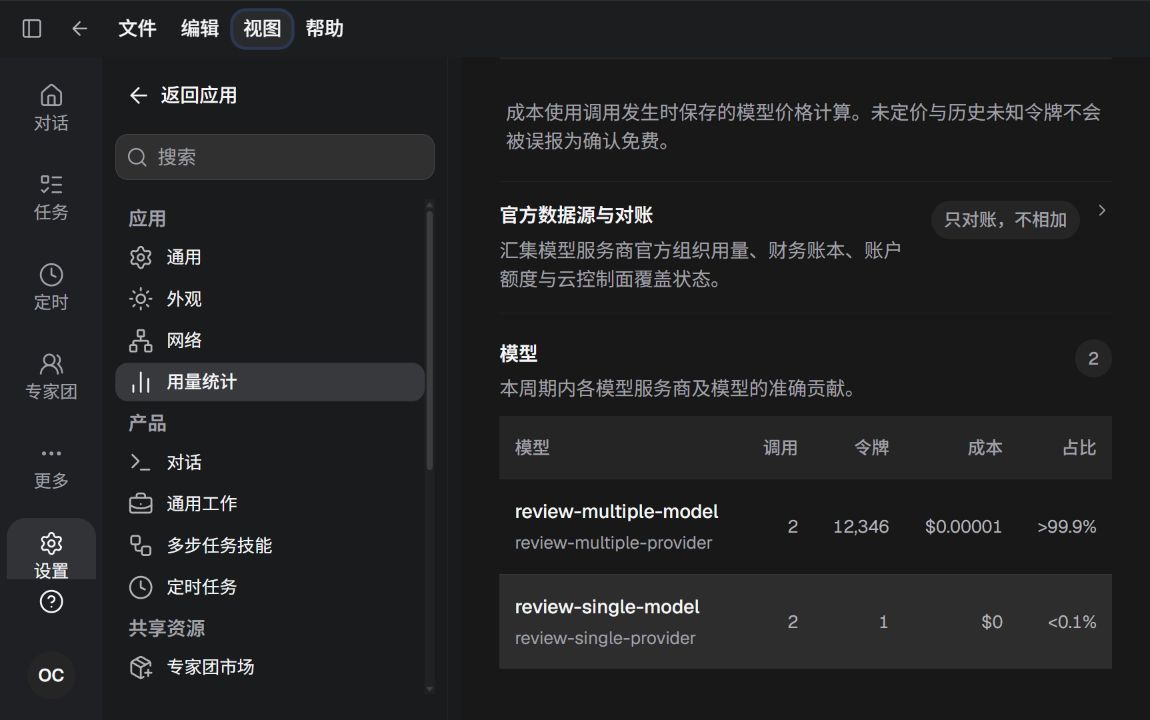 文件 编辑 视图 帮助
对话
任务
定时
专家团
更多
设置
OC
返回应用
搜索
应用
通用
外观
网络
用量统计
产品
对话
通用工作
多步任务技能
定时任务
共享资源
专家团市场
成本使用调用发生时保存的模型价格计算。未定价与历史未知令牌不会
被误报为确认免费。
官方数据源与对账
只对账，不相加
汇集模型服务商官方组织用量、财务账本、账户
额度与云控制面覆盖状态。
模型
2
本周期内各模型服务商及模型的准确贡献。
模型 调用 令牌 成本 占比
review-multiple-model
review-multiple-provider
2 12,346 $0.00001 >99.9%
review-single-model
review-single-provider
2 1 $0 <0.1%